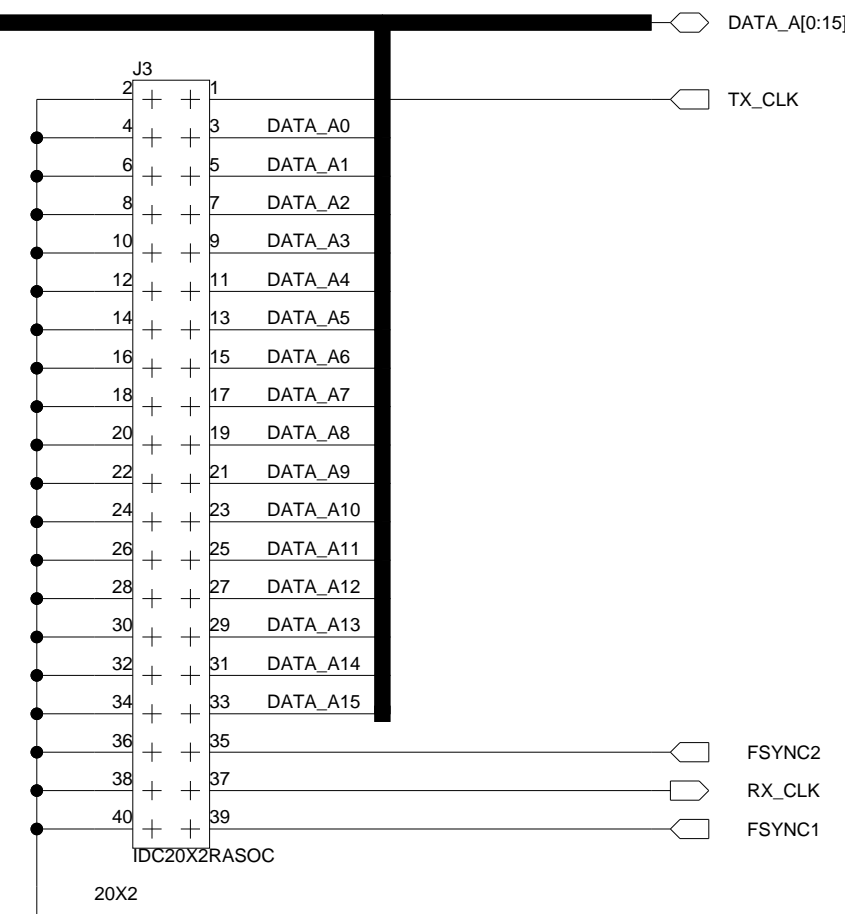 DATA_A[0:15]
J3
2 1 TX_CLK
4 3 DATA_A0
6 5 DATA_A1
8 7 DATA_A2
10 9 DATA_A3
12 11 DATA_A4
14 13 DATA_A5
16 15 DATA_A6
18 17 DATA_A7
20 19 DATA_A8
22 21 DATA_A9
24 23 DATA_A10
26 25 DATA_A11
28 27 DATA_A12
30 29 DATA_A13
32 31 DATA_A14
34 33 DATA_A15
36 35 FSYNC2
38 37 RX_CLK
40 39 FSYNC1
IDC20X2RASOC
20X2